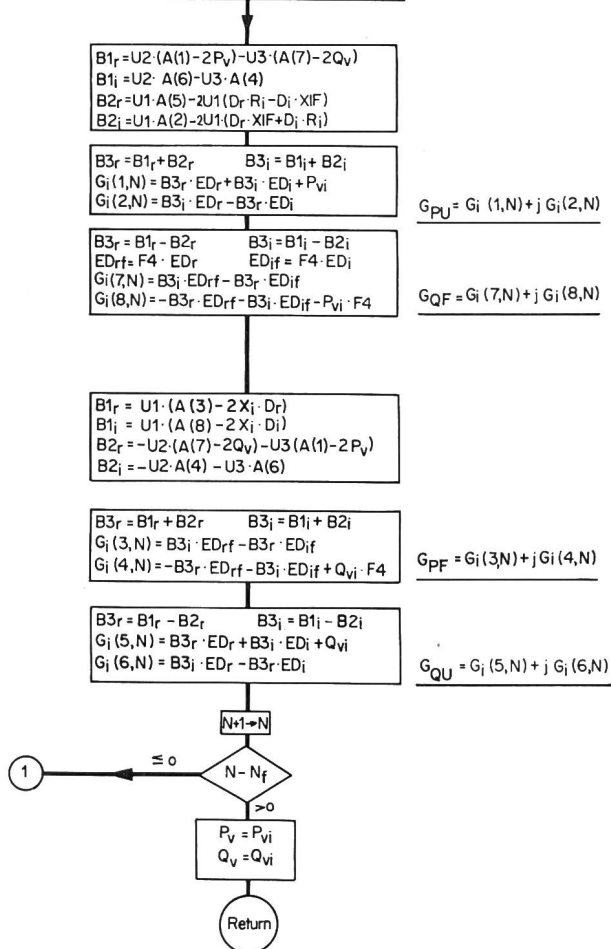 B1r = U2·(A(1)-2Pv)-U3·(A(7)-2Qv)
B1i = U2· A(6)-U3·A(4)
B2r = U1·A(5)-2U1(Dr·Ri-Di·XIF)
B2i = U1·A(2)-2U1·(Dr·XIF+Di·Ri)
B3r = B1r+B2r B3i = B1i+B2i
Gi(1,N) = B3r·EDr+B3i·EDi+Pvi
Gi(2,N) = B3i·EDr-B3r·EDi
GPU = Gi (1,N)+j Gi(2,N)
B3r = B1r-B2r B3i = B1i-B2i
EDrf = F4·EDr EDif = F4·EDi
Gi(7,N) = B3i·EDrf-B3r·EDif
Gi(8,N) = -B3r·EDrf-B3i·EDif-Pvi·F4
GQF = Gi(7,N)+j Gi(8,N)
B1r = U1·(A(3)-2Xi·Dr)
B1i = U1·(A(8)-2Xi·Di)
B2r = -U2·(A(7)-2Qv)-U3(A(1)-2Pv)
B2i = -U2·A(4)-U3·A(6)
B3r = B1r+B2r B3i = B1i+B2i
Gi(3,N) = B3i·EDrf-B3r·EDif
Gi(4,N) = -B3r·EDrf-B3i·EDif+Qvi·F4
GPF = Gi(3,N)+jGi(4,N)
B3r = B1r-B2r B3i = B1i-B2i
Gi(5,N) = B3r·EDr+B3i·EDi+Qvi
Gi(6,N) = B3i·EDr-B3r·EDi
GQU = Gi(5,N)+j Gi(6,N)
N+1→N
1
≦ 0
N-Nf
>0
Pv = Pvi
Qv = Qvi
Return